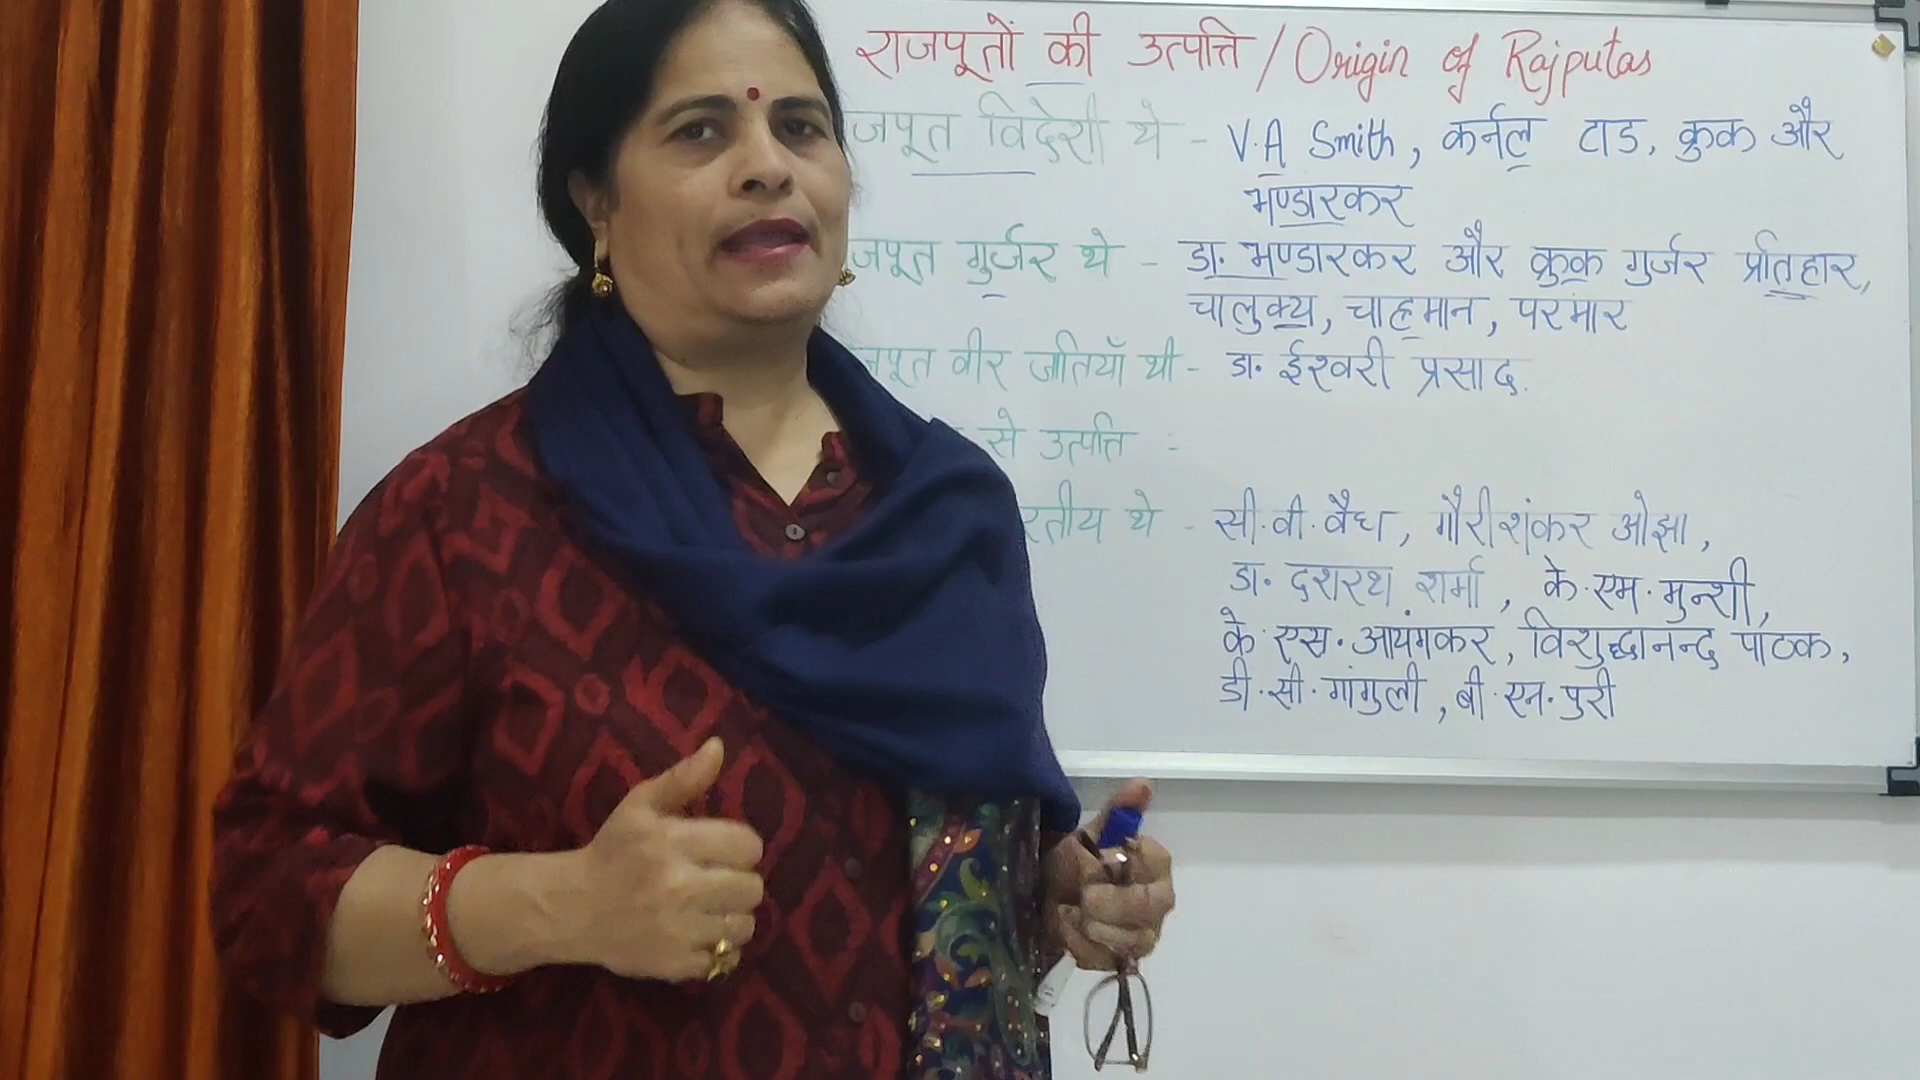 राजपूतों की उत्पत्ति / Origin of Rajputas
जपूत विदेशी थे - V.A Smith, कर्नल टाड, क्रुक और
भण्डारकर
जपूत गुर्जर थे - डा. भण्डारकर और क्रुक गुर्जर प्रतिहार,
चालुक्य, चाहमान, परमार
जपूत वीर जातियाँ थी - डा. ईश्वरी प्रसाद.
से उत्पत्ति -
रतीय थे - सी.वी.वैद्य, गौरीशंकर ओझा,
डा. दशरथ शर्मा, के.एम.मुन्शी,
के.एस.आयंगकर, विशुद्धानन्द पाठक,
डी.सी.गांगुली, बी.एन.पुरी